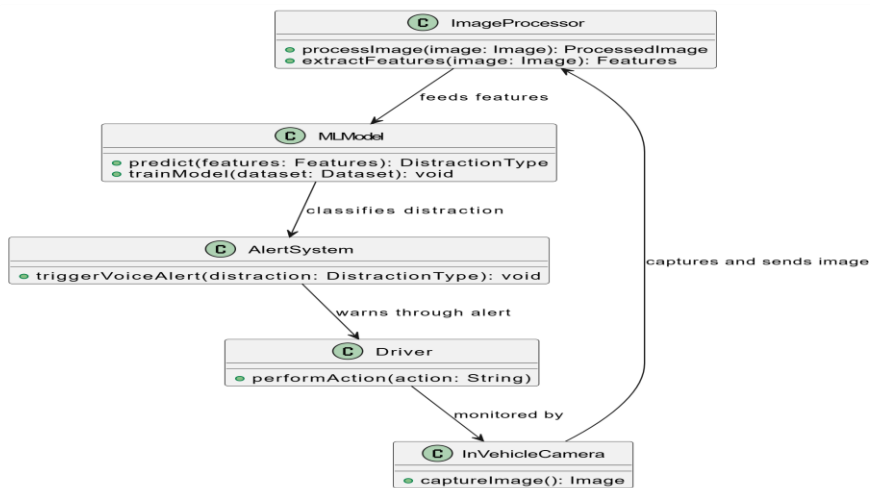 C ImageProcessor
processImage(image: Image): ProcessedImage
extractFeatures(image: Image): Features
feeds features
C MLModel
predict(features: Features): DistractionType
trainModel(dataset: Dataset): void
classifies distraction
C AlertSystem
triggerVoiceAlert(distraction: DistractionType): void
captures and sends image
warns through alert
C Driver
performAction(action: String)
monitored by
C InVehicleCamera
captureImage(): Image